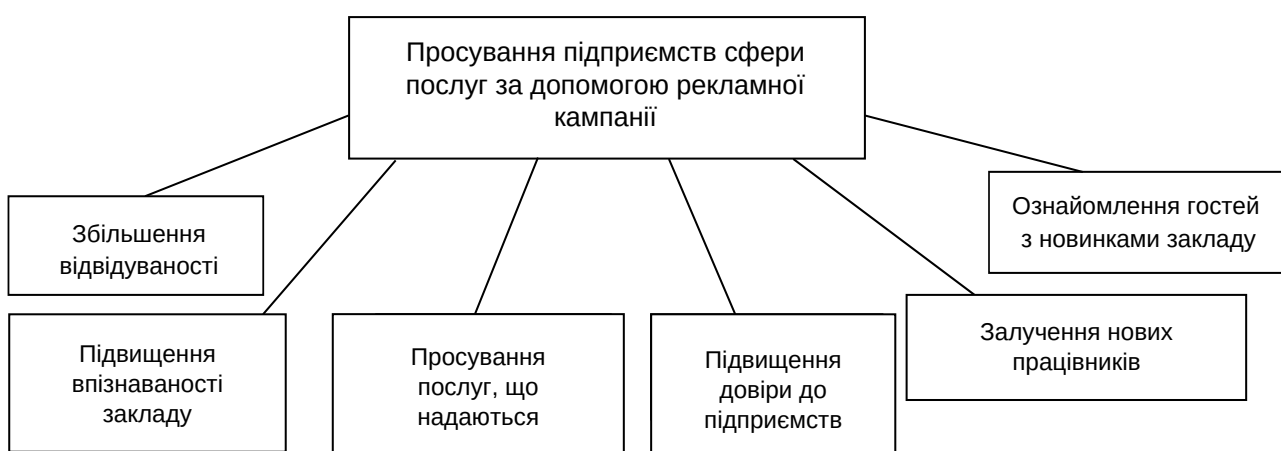 Просування підприємств сфери
послуг за допомогою рекламної
кампанії
Збільшення
відвідуваності
Ознайомлення гостей
з новинками закладу
Підвищення
впізнаваності
закладу
Просування
послуг, що
надаються
Підвищення
довіри до
підприємств
Залучення нових
працівників